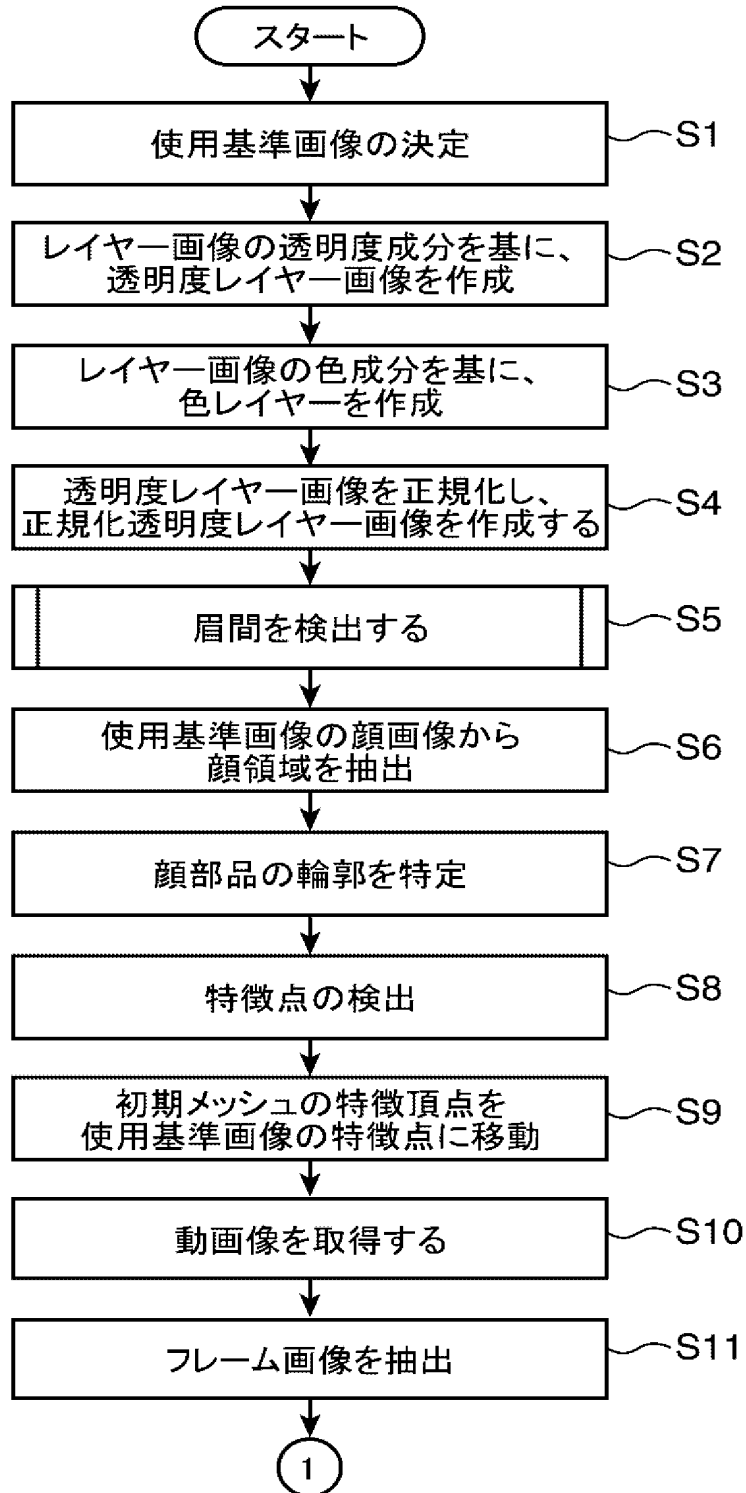 スタート
使用基準画像の決定
S1
レイヤー画像の透明度成分を基に、
透明度レイヤー画像を作成
S2
レイヤー画像の色成分を基に、
色レイヤーを作成
S3
透明度レイヤー画像を正規化し、
正規化透明度レイヤー画像を作成する
S4
眉間を検出する
S5
使用基準画像の顔画像から
顔領域を抽出
S6
顔部品の輪郭を特定
S7
特徴点の検出
S8
初期メッシュの特徴頂点を
使用基準画像の特徴点に移動
S9
動画像を取得する
S10
フレーム画像を抽出
S11
1